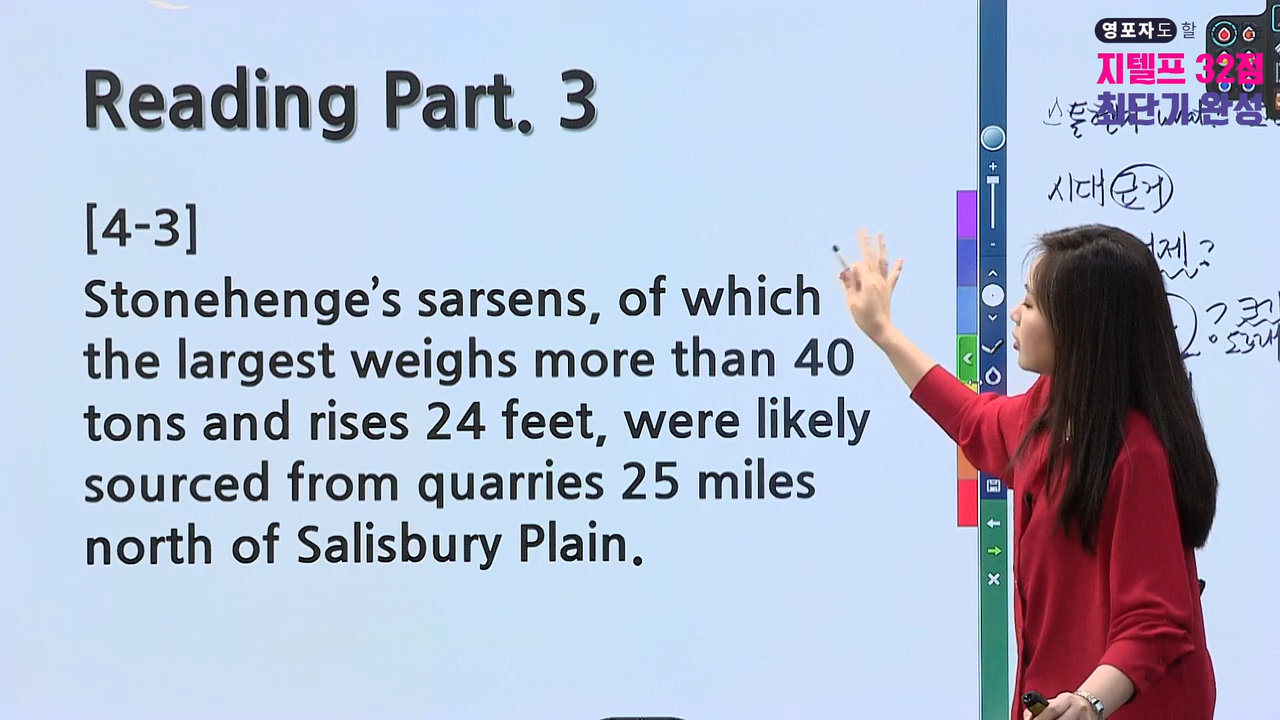 Reading Part. 3
[4-3]
Stonehenge's sarsens, of which
the largest weighs more than 40
tons and rises 24 feet, were likely
sourced from quarries 25 miles
north of Salisbury Plain.
영포자도 할
지텔프 32점
최단기 완성
시대 근거
?